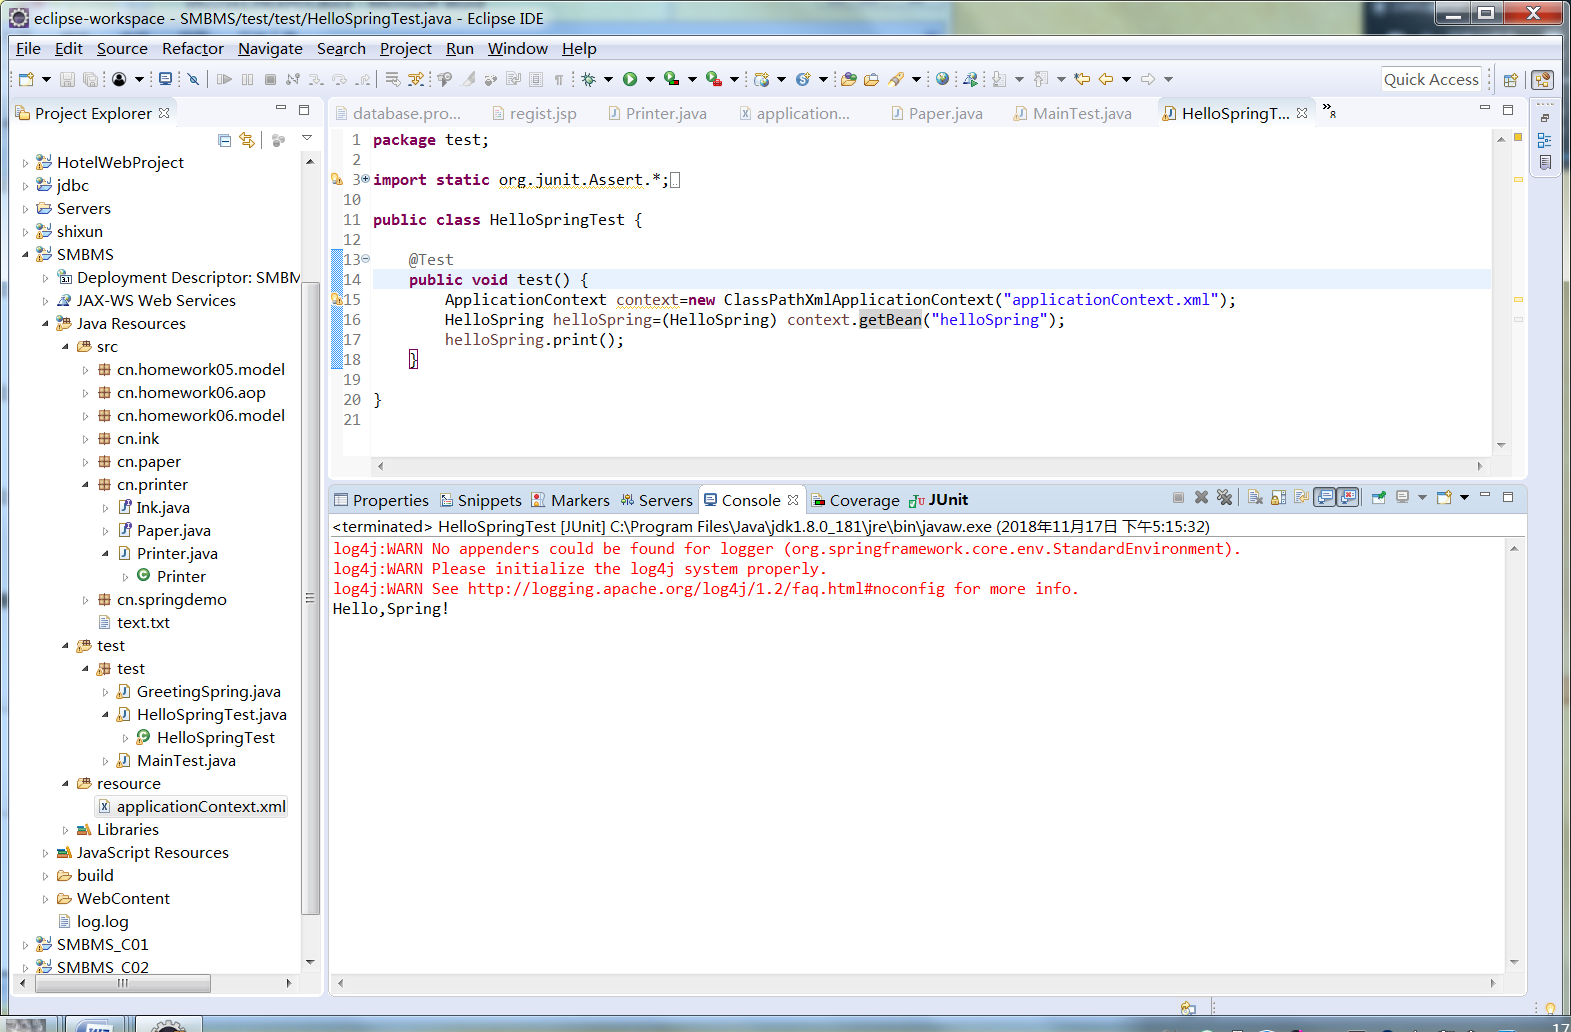 eclipse-workspace - SMBMS/test/test/HelloSpringTest.java - Eclipse IDE
File Edit Source Refactor Navigate Search Project Run Window Help
Quick Access
Project Explorer
HotelWebProject
jdbc
Servers
shixun
SMBMS
Deployment Descriptor: SMBM
JAX-WS Web Services
Java Resources
src
cn.homework05.model
cn.homework06.aop
cn.homework06.model
cn.ink
cn.paper
cn.printer
Ink.java
Paper.java
Printer.java
Printer
cn.springdemo
text.txt
test
test
GreetingSpring.java
HelloSpringTest.java
HelloSpringTest
MainTest.java
resource
applicationContext.xml
Libraries
JavaScript Resources
build
WebContent
log.log
SMBMS_C01
SMBMS_C02
database.pro... regist.jsp Printer.java application... Paper.java MainTest.java HelloSpringT... »8
1 package test;
2
3 import static org.junit.Assert.*;
10
11 public class HelloSpringTest {
12
13 @Test
14 public void test() {
15 ApplicationContext context=new ClassPathXmlApplicationContext("applicationContext.xml");
16 HelloSpring helloSpring=(HelloSpring) context.getBean("helloSpring");
17 helloSpring.print();
18 }
19
20 }
21
Properties Snippets Markers Servers Console Coverage JUnit
<terminated> HelloSpringTest [JUnit] C:\Program Files\Java\jdk1.8.0_181\jre\bin\javaw.exe (2018年11月17日 下午5:15:32)
log4j:WARN No appenders could be found for logger (org.springframework.core.env.StandardEnvironment).
log4j:WARN Please initialize the log4j system properly.
log4j:WARN See http://logging.apache.org/log4j/1.2/faq.html#noconfig for more info.
Hello,Spring!
17